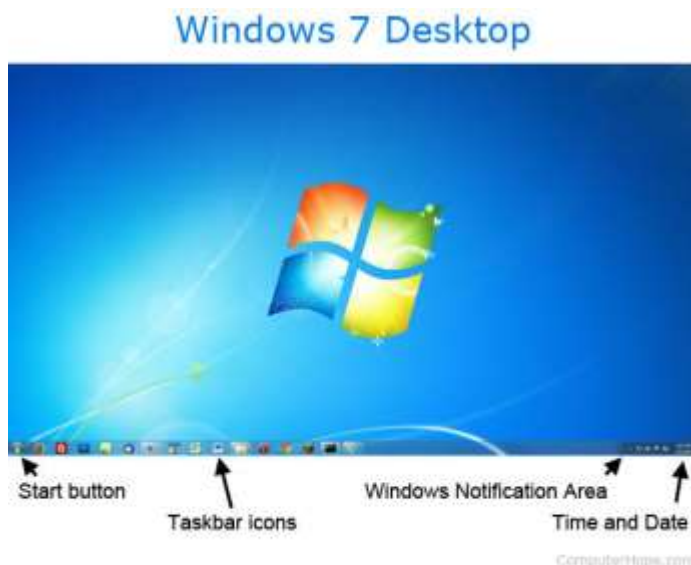 Windows 7 Desktop
Start button
Taskbar icons
Windows Notification Area
Time and Date
ComputerHope.com